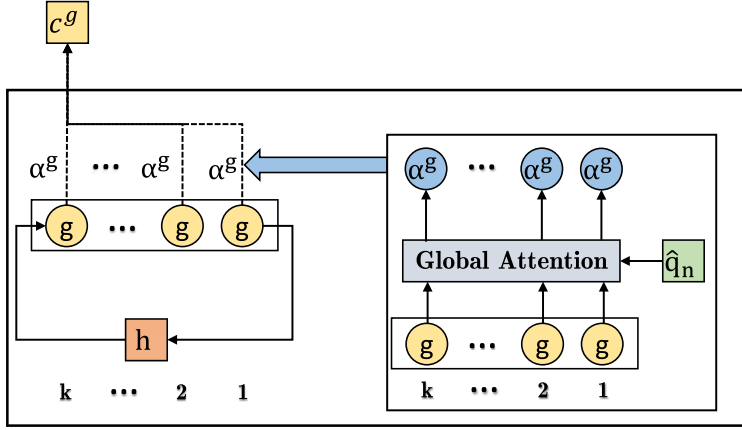 c^g
α^g ... α^g α^g
α^g ... α^g α^g
g ... g g
Global Attention
q̂_n
h
g ... g g
k ... 2 1
k ... 2 1